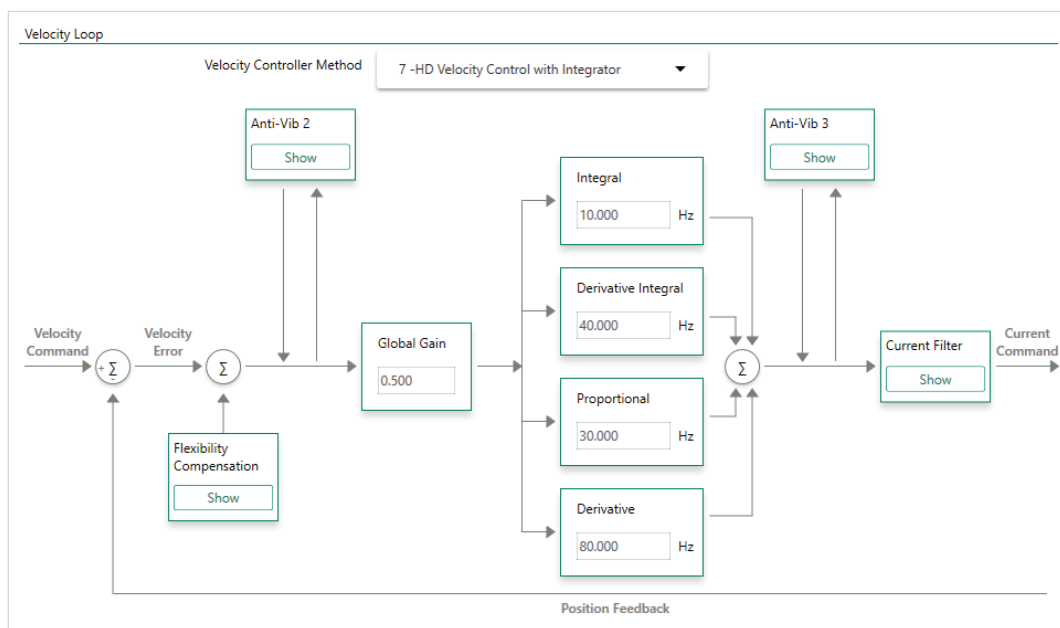 Velocity Loop
Velocity Controller Method
7 -HD Velocity Control with Integrator
Anti-Vib 2
Show
Anti-Vib 3
Show
Integral
10.000 Hz
Derivative Integral
40.000 Hz
Velocity
Command
+ Σ
-
Velocity
Error
Σ
Global Gain
0.500
Proportional
30.000 Hz
Σ
Current Filter
Show
Current
Command
Flexibility
Compensation
Show
Derivative
80.000 Hz
Position Feedback